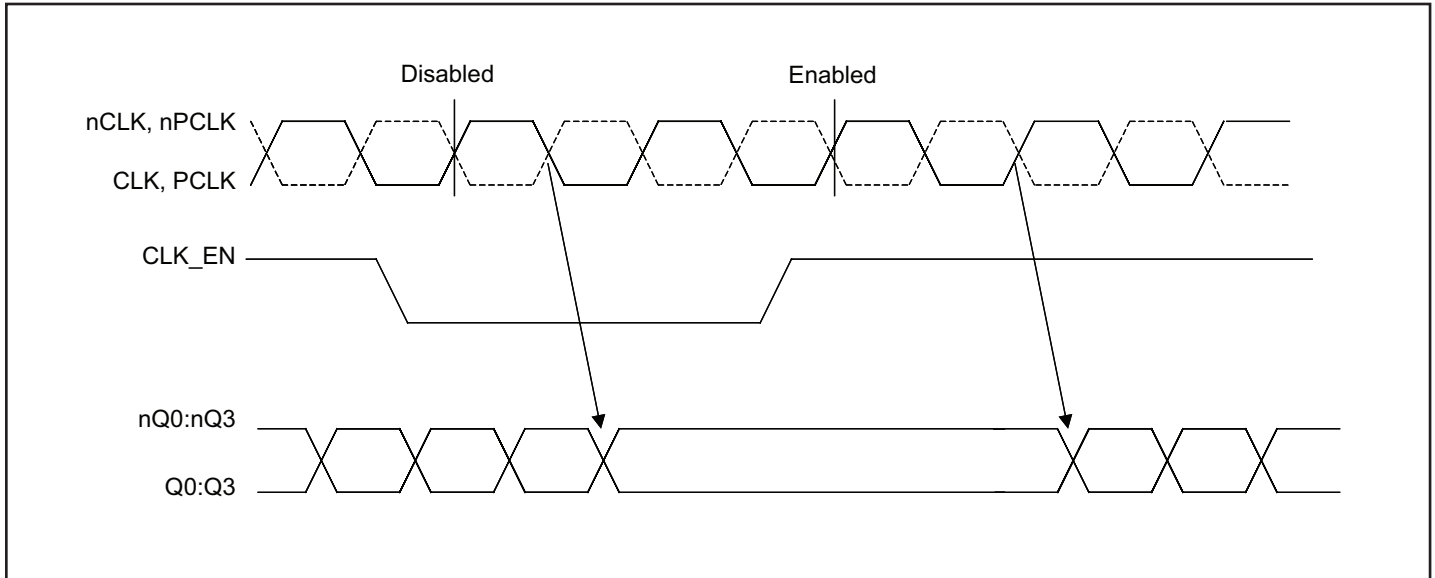 Disabled
Enabled
nCLK, nPCLK
CLK, PCLK
CLK_EN
nQ0:nQ3
Q0:Q3